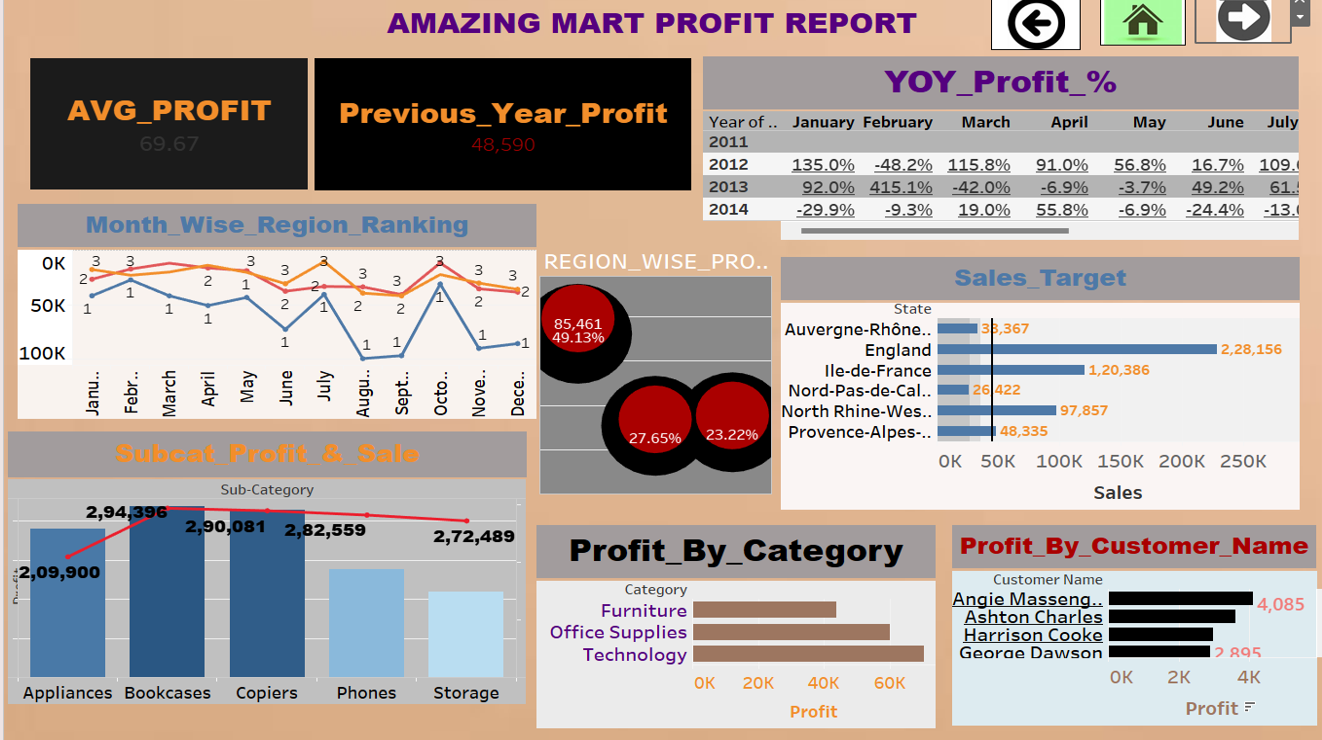 AMAZING MART PROFIT REPORT
AVG_PROFIT
69.67
Previous_Year_Profit
48,590
YOY_Profit_%
Year of .. January February March April May June July
2011
2012 135.0% -48.2% 115.8% 91.0% 56.8% 16.7% 109.
2013 92.0% 415.1% -42.0% -6.9% -3.7% 49.2% 61.
2014 -29.9% -9.3% 19.0% 55.8% -6.9% -24.4% -13.
Month_Wise_Region_Ranking
0K
50K
100K
3 3 3 3 3 3 3 3 3
2 2 2 2 2 2 2 2
1 1 1 1 1 1 1 1 1 1 1 1
Janu.. Febr.. March April May June July Augu.. Sept.. Octo.. Nove.. Dece..
REGION_WISE_PRO..
85,461
49.13%
27.65% 23.22%
Sales_Target
State
Auvergne-Rhône.. 33,367
England 2,28,156
Ile-de-France 1,20,386
Nord-Pas-de-Cal.. 26,422
North Rhine-Wes.. 97,857
Provence-Alpes-.. 48,335
0K 50K 100K 150K 200K 250K
Sales
Subcat_Profit_&_Sale
Sub-Category
Profit
2,09,900 2,94,396 2,90,081 2,82,559 2,72,489
Appliances Bookcases Copiers Phones Storage
Profit_By_Category
Category
Furniture
Office Supplies
Technology
0K 20K 40K 60K
Profit
Profit_By_Customer_Name
Customer Name
Angie Masseng.. 4,085
Ashton Charles
Harrison Cooke
George Dawson 2,895
0K 2K 4K
Profit